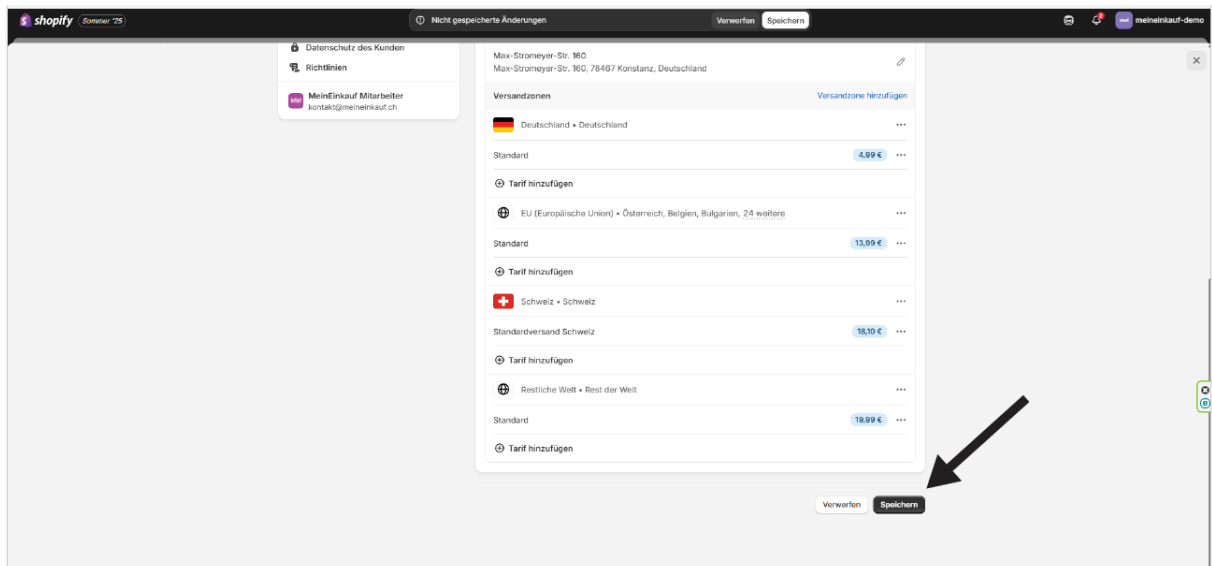 shopify Sommer '25
Nicht gespeicherte Änderungen
Verwerfen Speichern
2
mei meineinkauf-demo
Datenschutz des Kunden
Richtlinien
MM MeinEinkauf Mitarbeiter
kontakt@meineinkauf.ch
Max-Stromeyer-Str. 160
Max-Stromeyer-Str. 160, 78467 Konstanz, Deutschland
Versandzonen Versandzone hinzufügen
Deutschland • Deutschland
Standard 4,99 €
Tarif hinzufügen
EU (Europäische Union) • Österreich, Belgien, Bulgarien, 24 weitere
Standard 13,99 €
Tarif hinzufügen
Schweiz • Schweiz
Standardversand Schweiz 18,10 €
Tarif hinzufügen
Restliche Welt • Rest der Welt
Standard 19,99 €
Tarif hinzufügen
Verwerfen Speichern